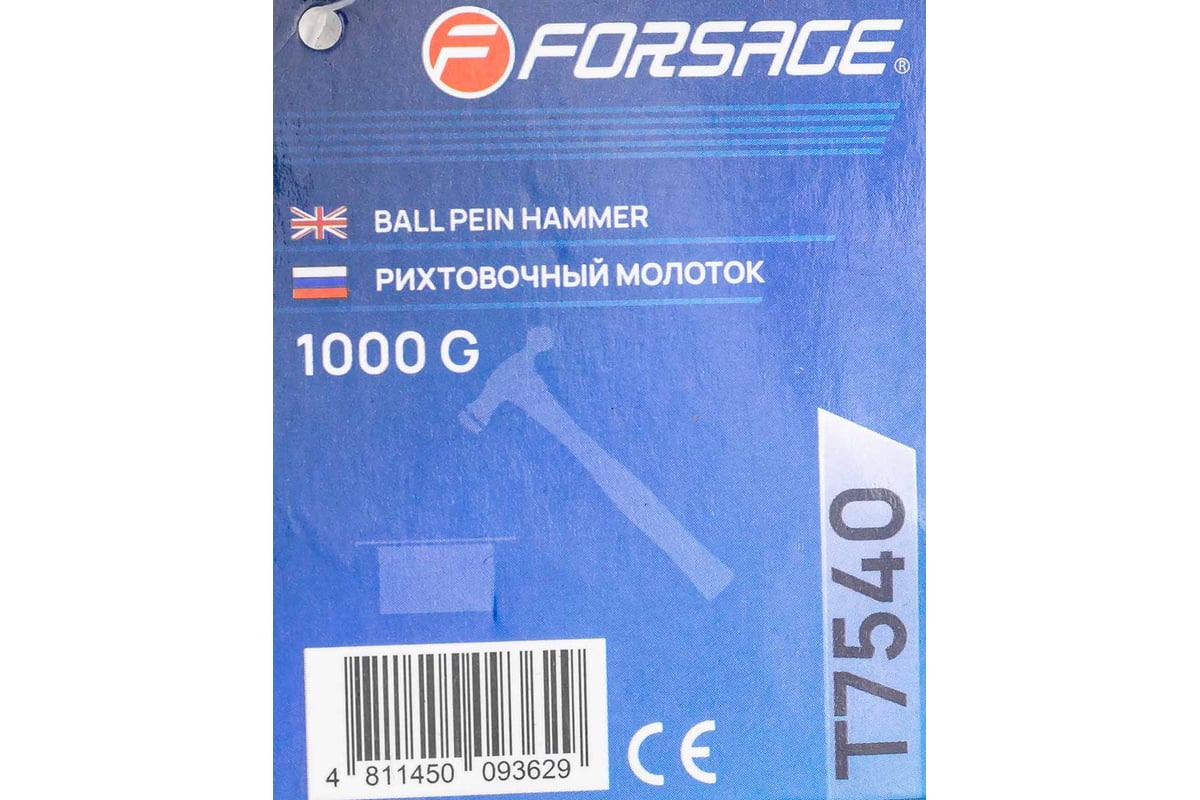 FORSAGE®
BALL PEIN HAMMER
РИХТОВОЧНЫЙ МОЛОТОК
1000 G
T7540
4 811450 093629
CE